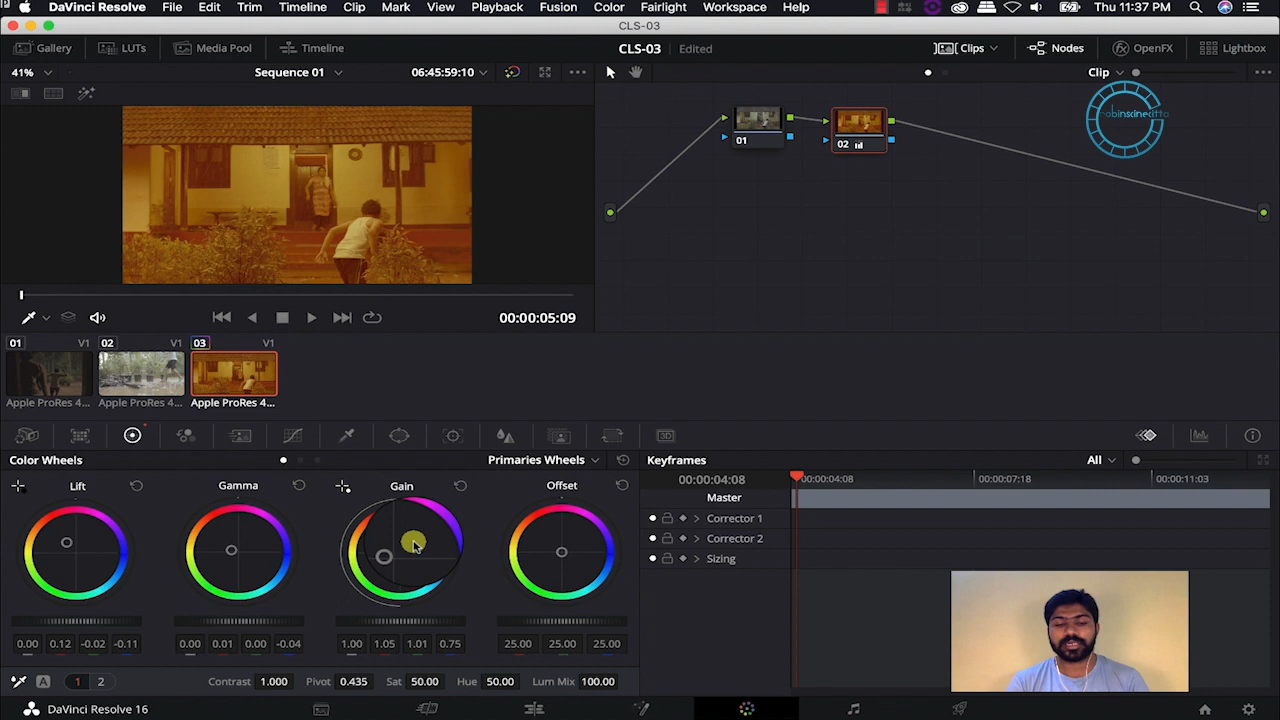 DaVinci Resolve File Edit Trim Timeline Clip Mark View Playback Fusion Color Fairlight Workspace Help Thu 11:37 PM
CLS-03
Gallery LUTs Media Pool Timeline CLS-03 Edited Clips Nodes OpenFX Lightbox
41% Sequence 01 06:45:59:10 Clip
01 02
00:00:05:09
01 V1 02 V1 03 V1
Apple ProRes 4... Apple ProRes 4... Apple ProRes 4...
3D
Color Wheels Primaries Wheels Keyframes All
00:00:04:08 00:00:04:08 00:00:07:18 00:00:11:03
Lift Gamma Gain Offset
Master
Corrector 1
Corrector 2
Sizing
0.00 0.12 -0.02 -0.11 0.00 0.01 0.00 -0.04 1.00 1.05 1.01 0.75 25.00 25.00 25.00
A 1 2 Contrast 1.000 Pivot 0.435 Sat 50.00 Hue 50.00 Lum Mix 100.00
DaVinci Resolve 16